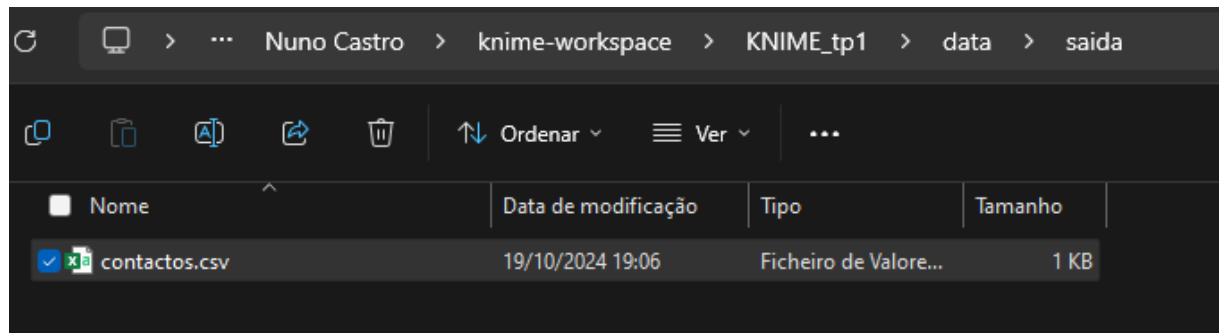 Nuno Castro > knime-workspace > KNIME_tp1 > data > saida
Ordenar Ver
Nome Data de modificação Tipo Tamanho
contactos.csv 19/10/2024 19:06 Ficheiro de Valore... 1 KB